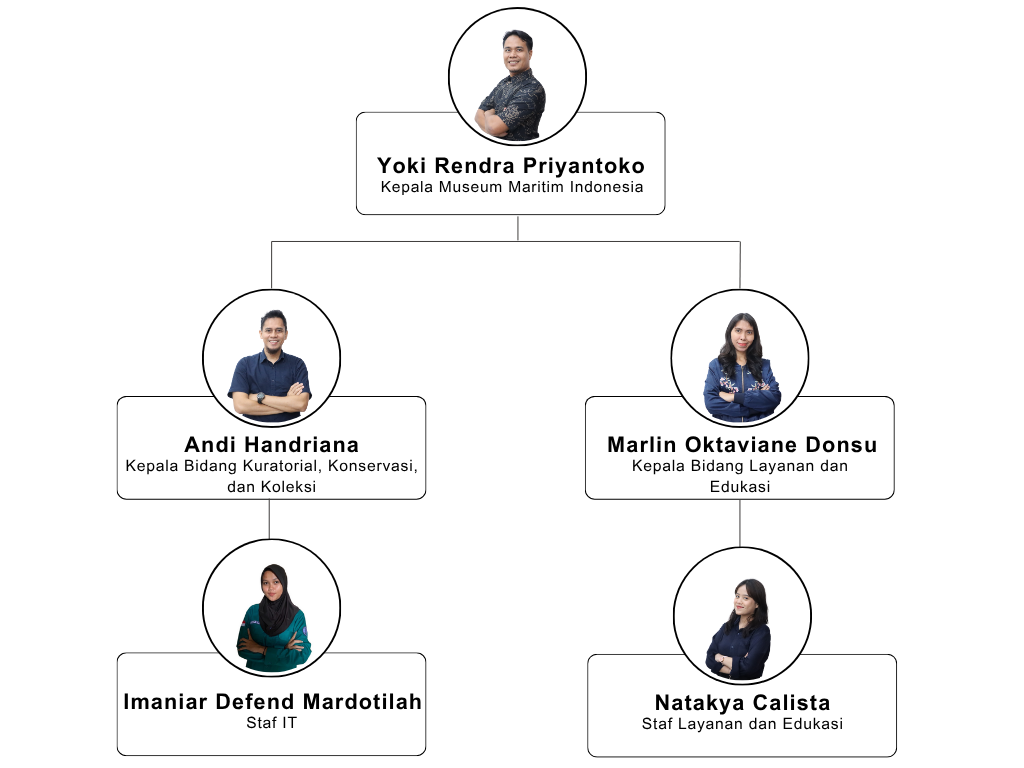 Yoki Rendra Priyantoko
Kepala Museum Maritim Indonesia
Andi Handriana
Kepala Bidang Kuratorial, Konservasi,
dan Koleksi
Marlin Oktaviane Donsu
Kepala Bidang Layanan dan
Edukasi
Imaniar Defend Mardotilah
Staf IT
Natakya Calista
Staf Layanan dan Edukasi